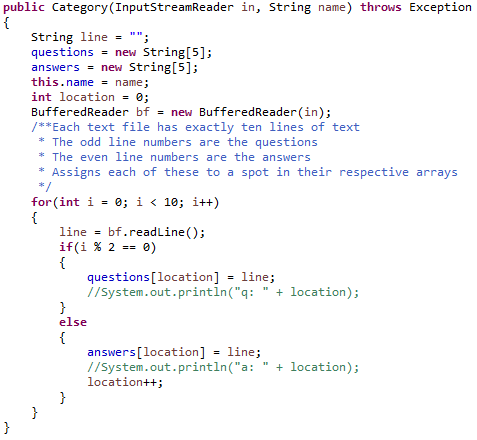 public Category(InputStreamReader in, String name) throws Exception
{
    String line = "";
    questions = new String[5];
    answers = new String[5];
    this.name = name;
    int location = 0;
    BufferedReader bf = new BufferedReader(in);
    /**Each text file has exactly ten lines of text
     * The odd line numbers are the questions
     * The even line numbers are the answers
     * Assigns each of these to a spot in their respective arrays
     */
    for(int i = 0; i < 10; i++)
    {
        line = bf.readLine();
        if(i % 2 == 0)
        {
            questions[location] = line;
            //System.out.println("q: " + location);
        }
        else
        {
            answers[location] = line;
            //System.out.println("a: " + location);
            location++;
        }
    }
}